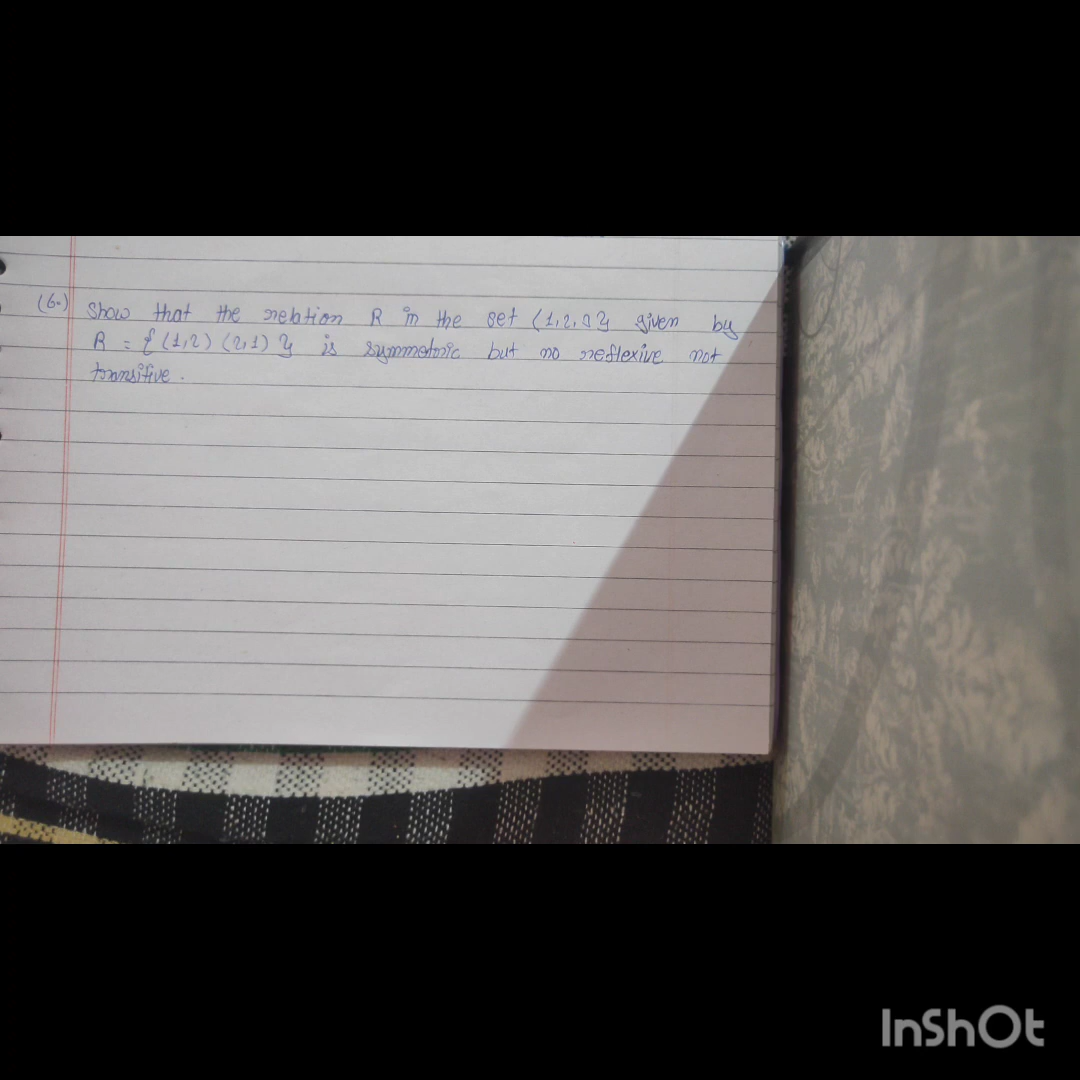 (6.) Show that the relation R in the set (1,2,3} given by
R = {(1,2) (2,1)} is symmetric but no reflexive not
transitive.
InShOt